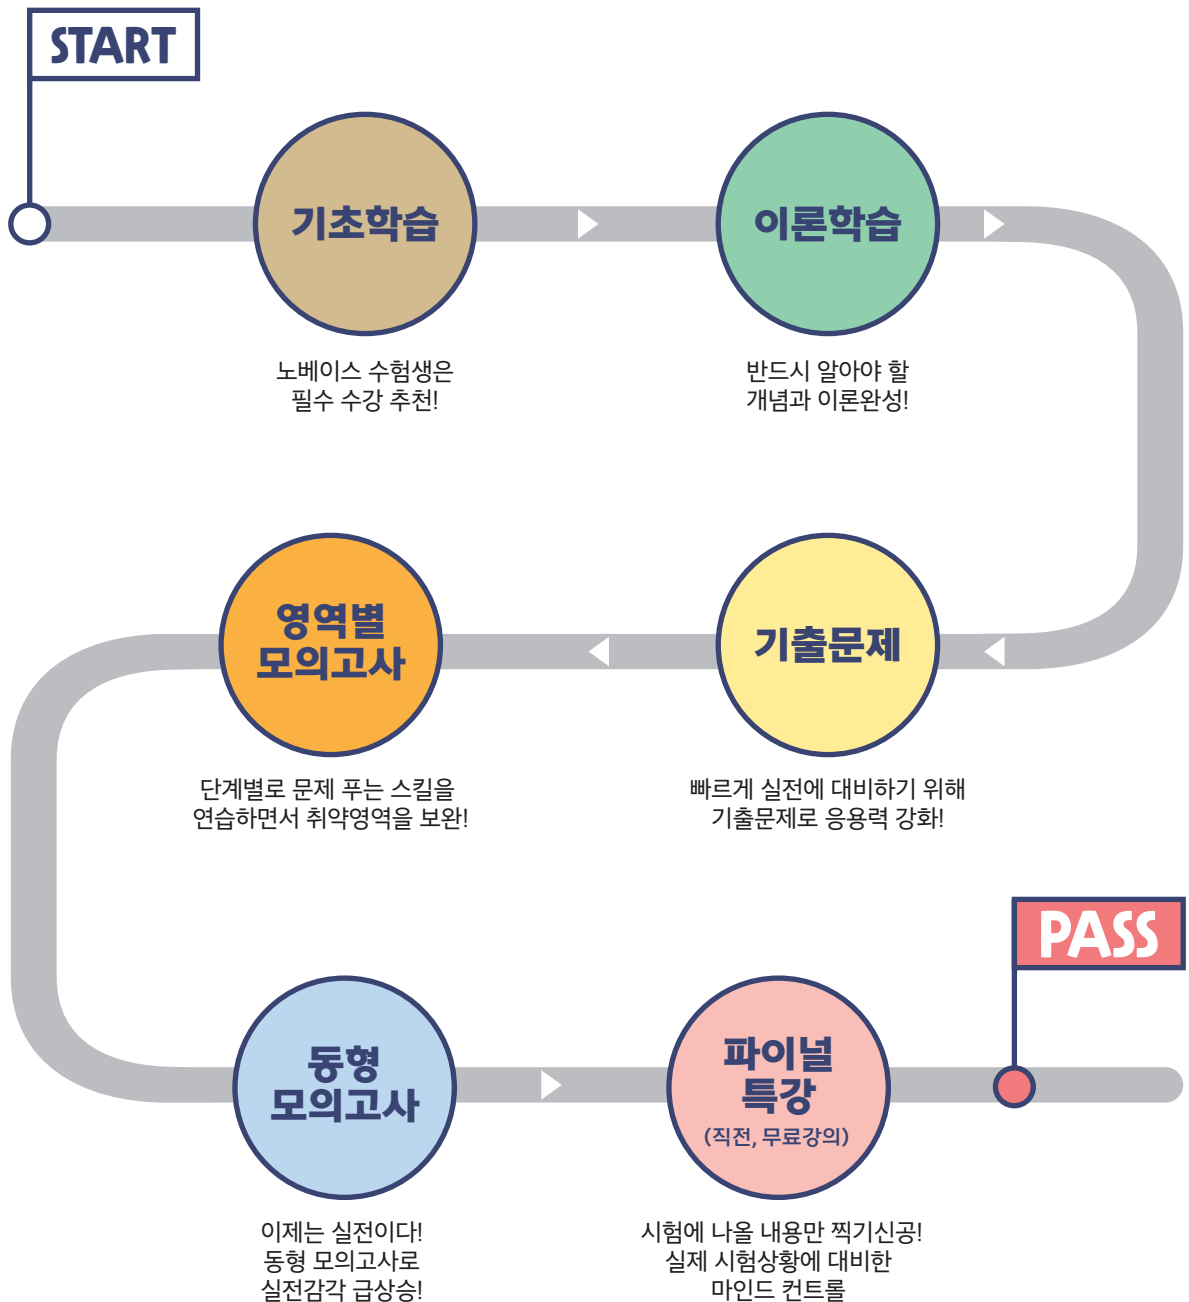 START
기초학습
노베이스 수험생은
필수 수강 추천!
이론학습
반드시 알아야 할
개념과 이론완성!
기출문제
빠르게 실전에 대비하기 위해
기출문제로 응용력 강화!
영역별
모의고사
단계별로 문제 푸는 스킬을
연습하면서 취약영역을 보완!
동형
모의고사
이제는 실전이다!
동형 모의고사로
실전감각 급상승!
파이널
특강
(직전, 무료강의)
시험에 나올 내용만 찍기신공!
실제 시험상황에 대비한
마인드 컨트롤
PASS